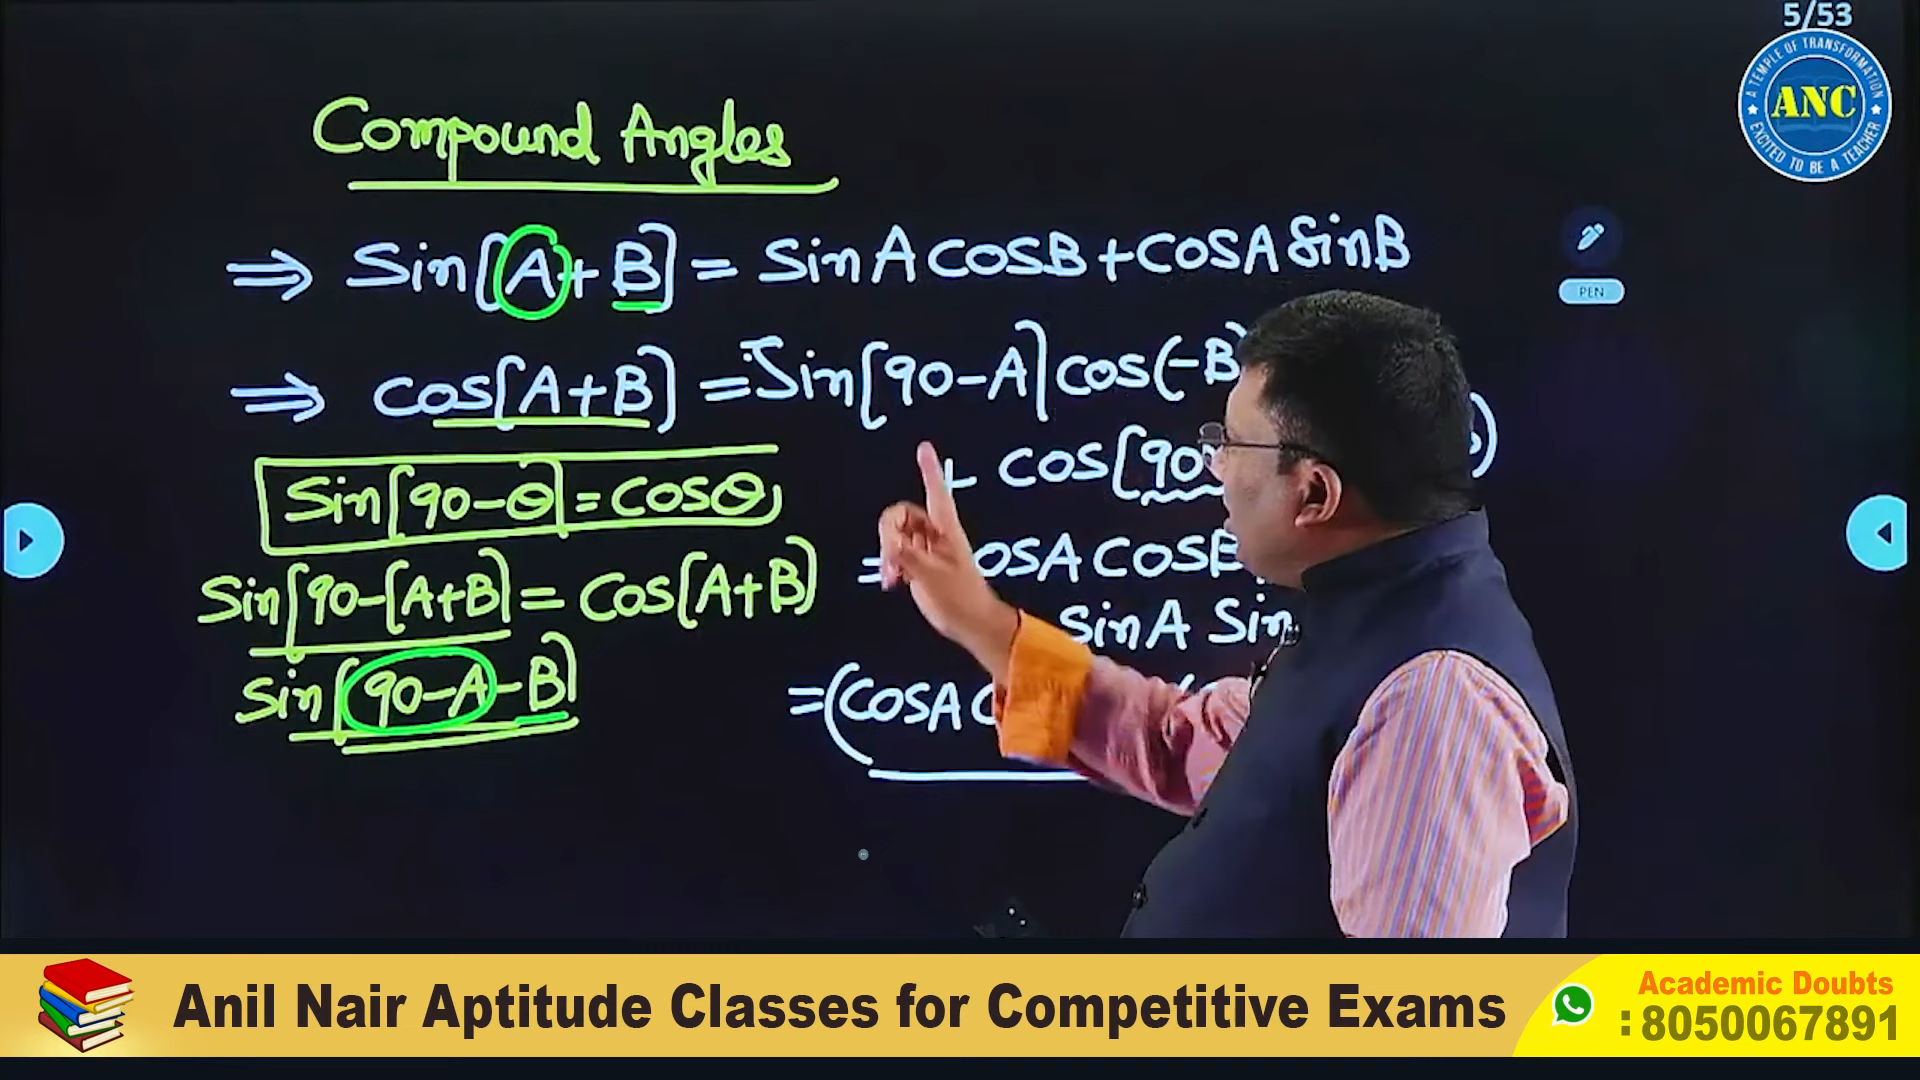 5/53
A TEMPLE OF TRANSFORMATION
ANC
EXCITED TO BE A TEACHER
Compound Angles
⇒ Sin[A+B] = SinA COSB + COSA SinB
PEN
⇒ COS[A+B] = Sin[90-A] COS(-B)
+ COS[90
Sin[90-θ] = COSθ
Sin[90-[A+B] = COS[A+B]
= COSA COSB
SinA Sin
Sin[90-A-B]
= (COSA C
Anil Nair Aptitude Classes for Competitive Exams
Academic Doubts
: 8050067891